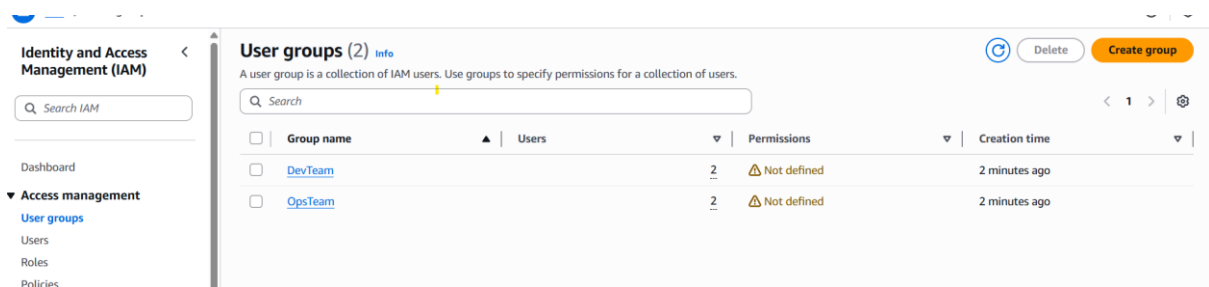 Identity and Access
Management (IAM)
Search IAM
Dashboard
Access management
User groups
Users
Roles
Policies
User groups (2) Info
Delete
Create group
A user group is a collection of IAM users. Use groups to specify permissions for a collection of users.
Search
1
Group name Users Permissions Creation time
DevTeam 2 Not defined 2 minutes ago
OpsTeam 2 Not defined 2 minutes ago